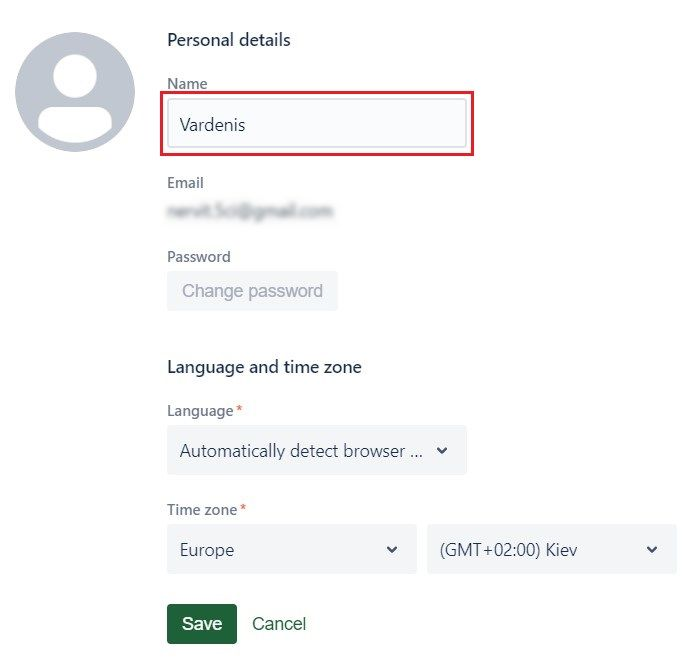 Personal details
Name
Vardenis
Email
Password
Change password
Language and time zone
Language*
Automatically detect browser ...
Time zone*
Europe
(GMT+02:00) Kiev
Save
Cancel